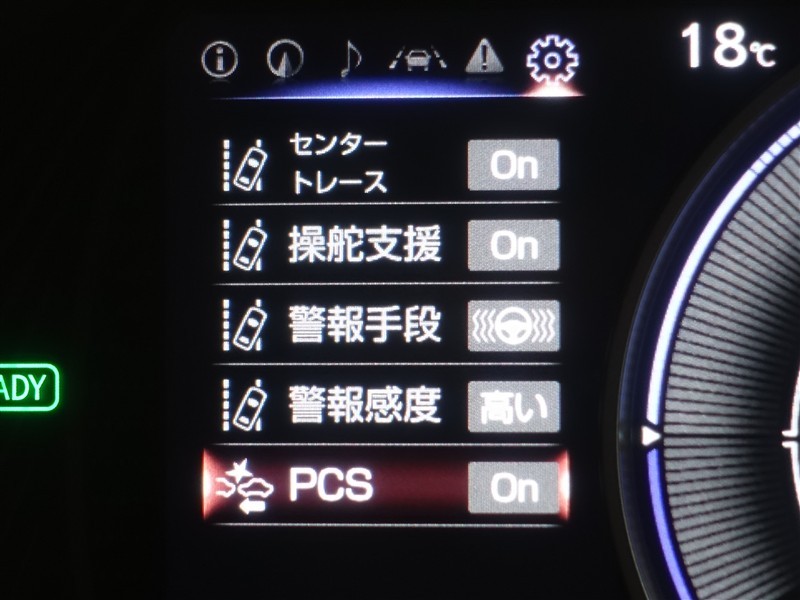 18℃
センター
トレース
On
操舵支援
On
警報手段
警報感度
高い
ADY
PCS
On